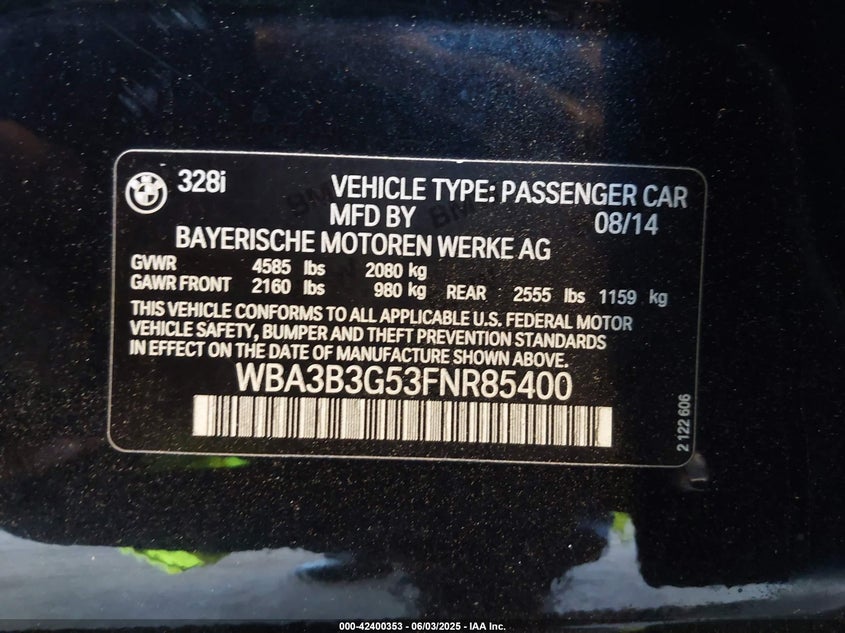 328i VEHICLE TYPE: PASSENGER CAR
MFD BY 08/14
BAYERISCHE MOTOREN WERKE AG
GVWR 4585 lbs 2080 kg
GAWR FRONT 2160 lbs 980 kg REAR 2555 lbs 1159 kg
THIS VEHICLE CONFORMS TO ALL APPLICABLE U.S. FEDERAL MOTOR
VEHICLE SAFETY, BUMPER AND THEFT PREVENTION STANDARDS
IN EFFECT ON THE DATE OF MANUFACTURE SHOWN ABOVE.
WBA3B3G53FNR85400
2 122 606
000-42400353 - 06/03/2025 - IAA Inc.